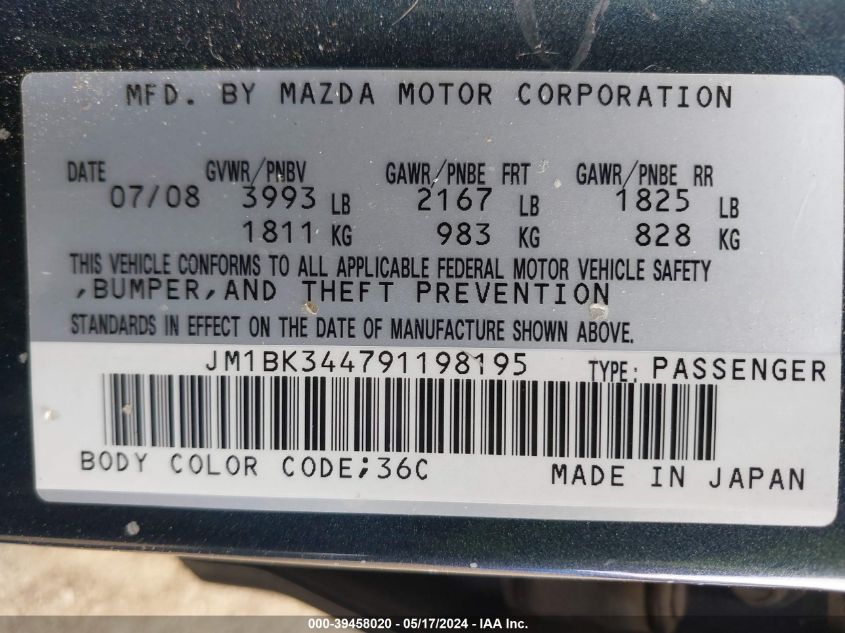 MFD. BY MAZDA MOTOR CORPORATION
DATE GVWR/PNBV GAWR/PNBE FRT GAWR/PNBE RR
07/08 3993 LB 2167 LB 1825 LB
1811 KG 983 KG 828 KG
THIS VEHICLE CONFORMS TO ALL APPLICABLE FEDERAL MOTOR VEHICLE SAFETY
,BUMPER,AND THEFT PREVENTION
STANDARDS IN EFFECT ON THE DATE OF MANUFACTURE SHOWN ABOVE.
JM1BK344791198195 TYPE: PASSENGER
BODY COLOR CODE;36C MADE IN JAPAN
000-39458020 - 05/17/2024 - © IAA Holdings, LLC.